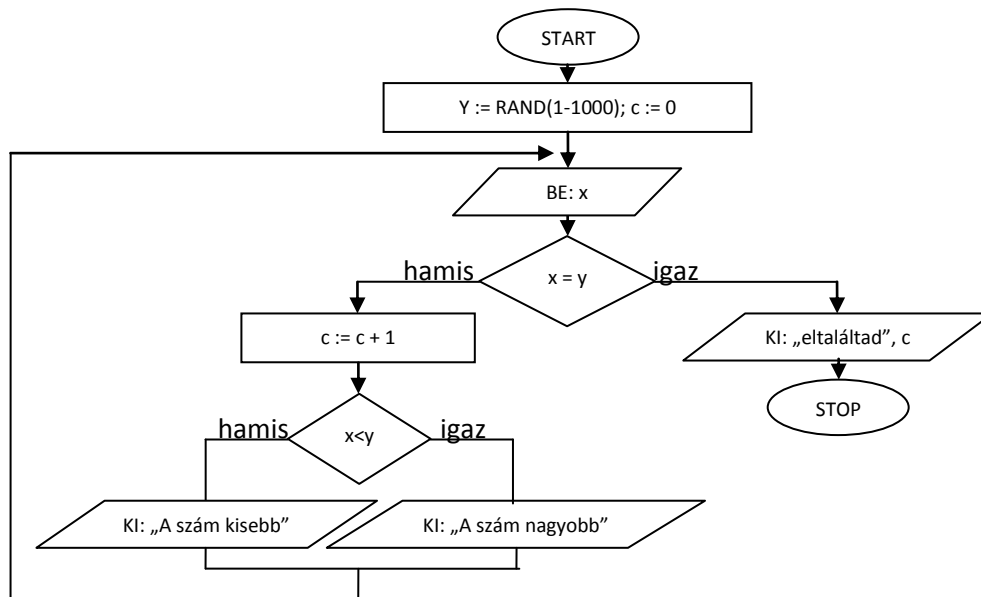 START
Y := RAND(1-1000); c := 0
BE: x
hamis
x = y
igaz
c := c + 1
KI: „eltaláltad”, c
STOP
hamis
x<y
igaz
KI: „A szám kisebb”
KI: „A szám nagyobb”